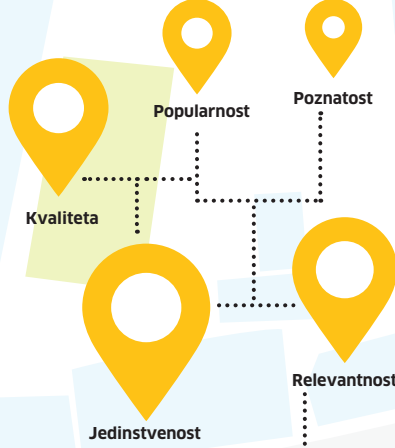 Popularnost
Poznatost
Kvaliteta
Relevantnost
Jedinstvenost